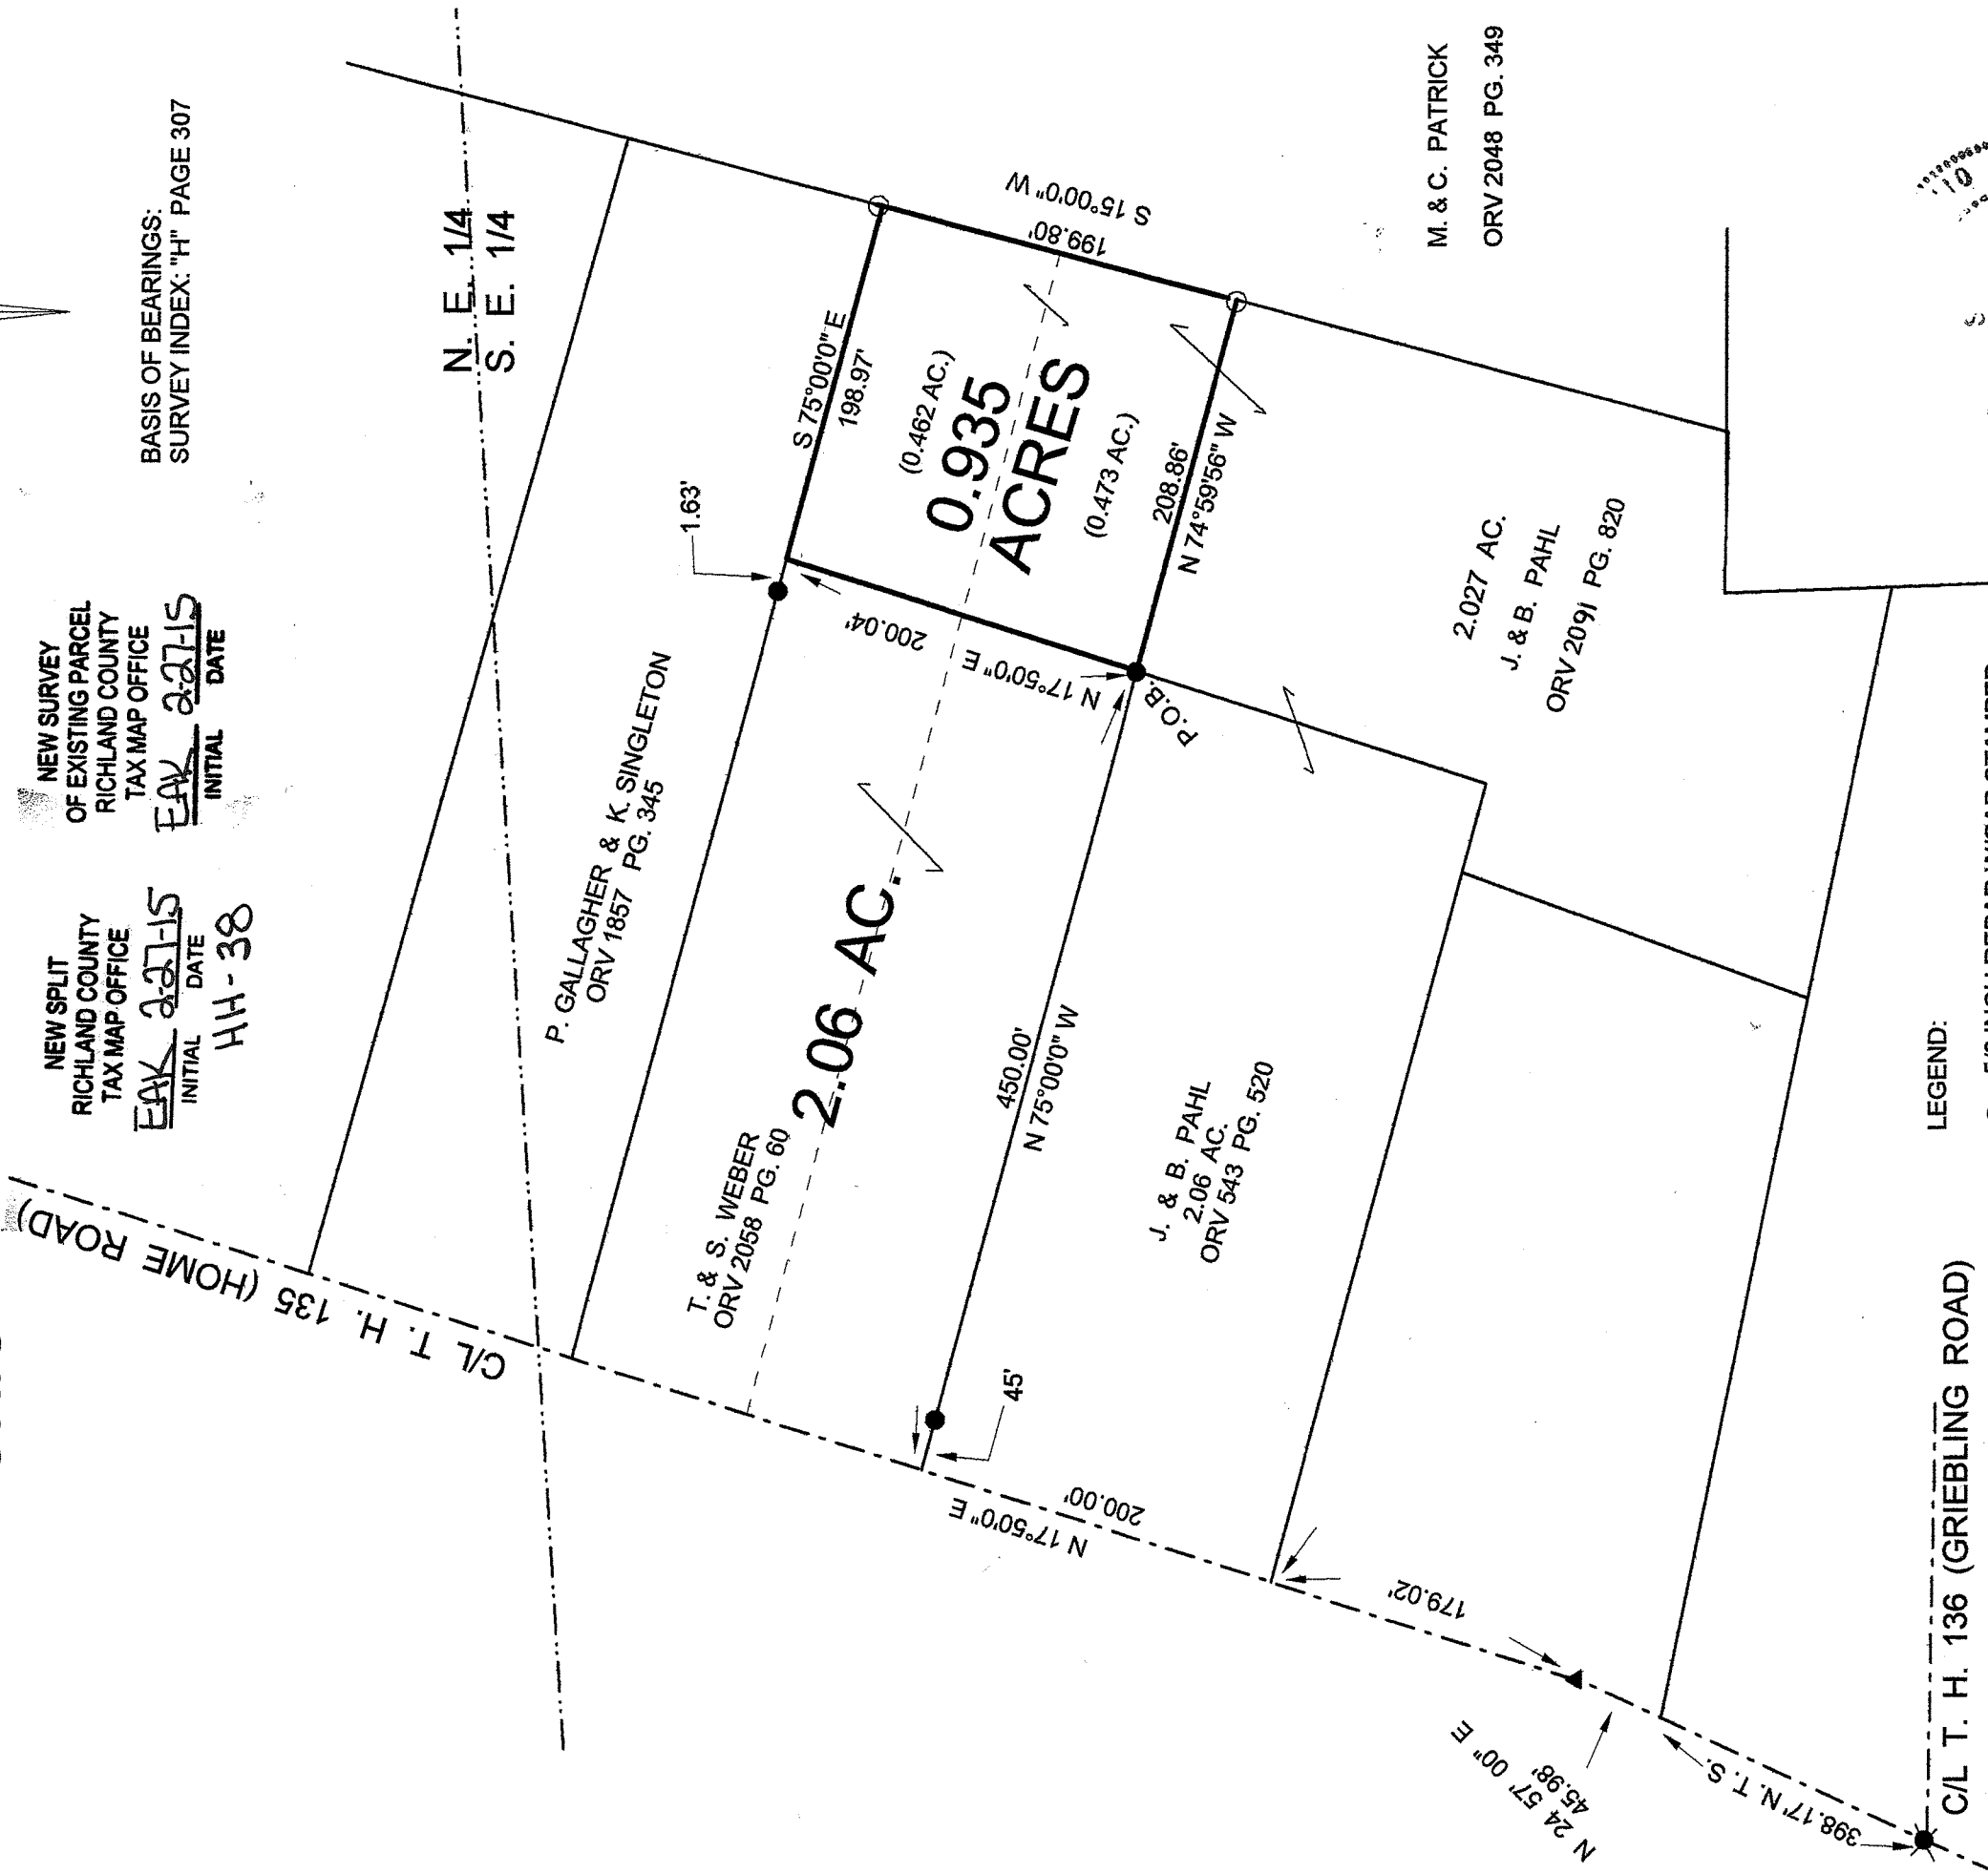 NEW SPLIT
RICHLAND COUNTY
TAX MAP OFFICE
EAK 2-27-15
INITIAL DATE
HH-38
NEW SURVEY
OF EXISTING PARCEL
RICHLAND COUNTY
TAX MAP OFFICE
EAK 2-27-15
INITIAL DATE
BASIS OF BEARINGS:
SURVEY INDEX: "H" PAGE 307
N. E. 1/4
S. E. 1/4
C/L T. H. 135 (HOME ROAD)
P. GALLAGHER & K. SINGLETON
ORV 1857 PG. 345
1.63'
S 75°00'0" E
198.97'
S 15°00'0" W
199.80'
(0.462 AC.)
0.935
ACRES
(0.473 AC.)
200.04'
N 17°50'0" E
208.86'
N 74°59'56" W
P.O.B.
T. & S. WEBER
ORV 2058 PG. 60
2.06 AC.
450.00'
N 75°00'0" W
45'
M. & C. PATRICK
ORV 2048 PG. 349
J. & B. PAHL
2.06 AC.
ORV 543 PG. 520
2.027 AC.
J. & B. PAHL
ORV 2091 PG. 820
N 17°50'0" E
200.00'
179.02'
N 24 57' 00" E
45.98'
398.17' N. T. S.
C/L T. H. 136 (GRIEBLING ROAD)
LEGEND: